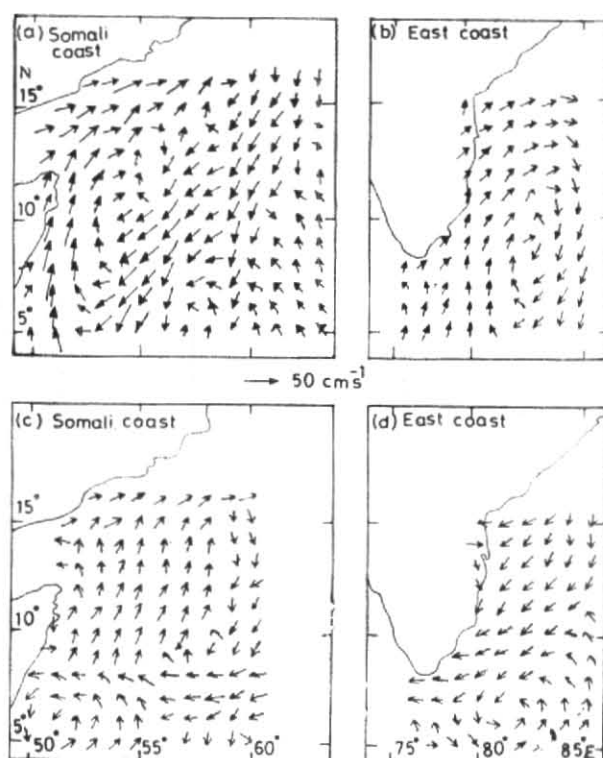 (a) Somali
coast
N
15°
10°
5°
(b) East coast
→ 50 cms⁻¹
(c) Somali coast
15°
10°
5°
50° 55° 60°
(d) East coast
75° 80° 85°E